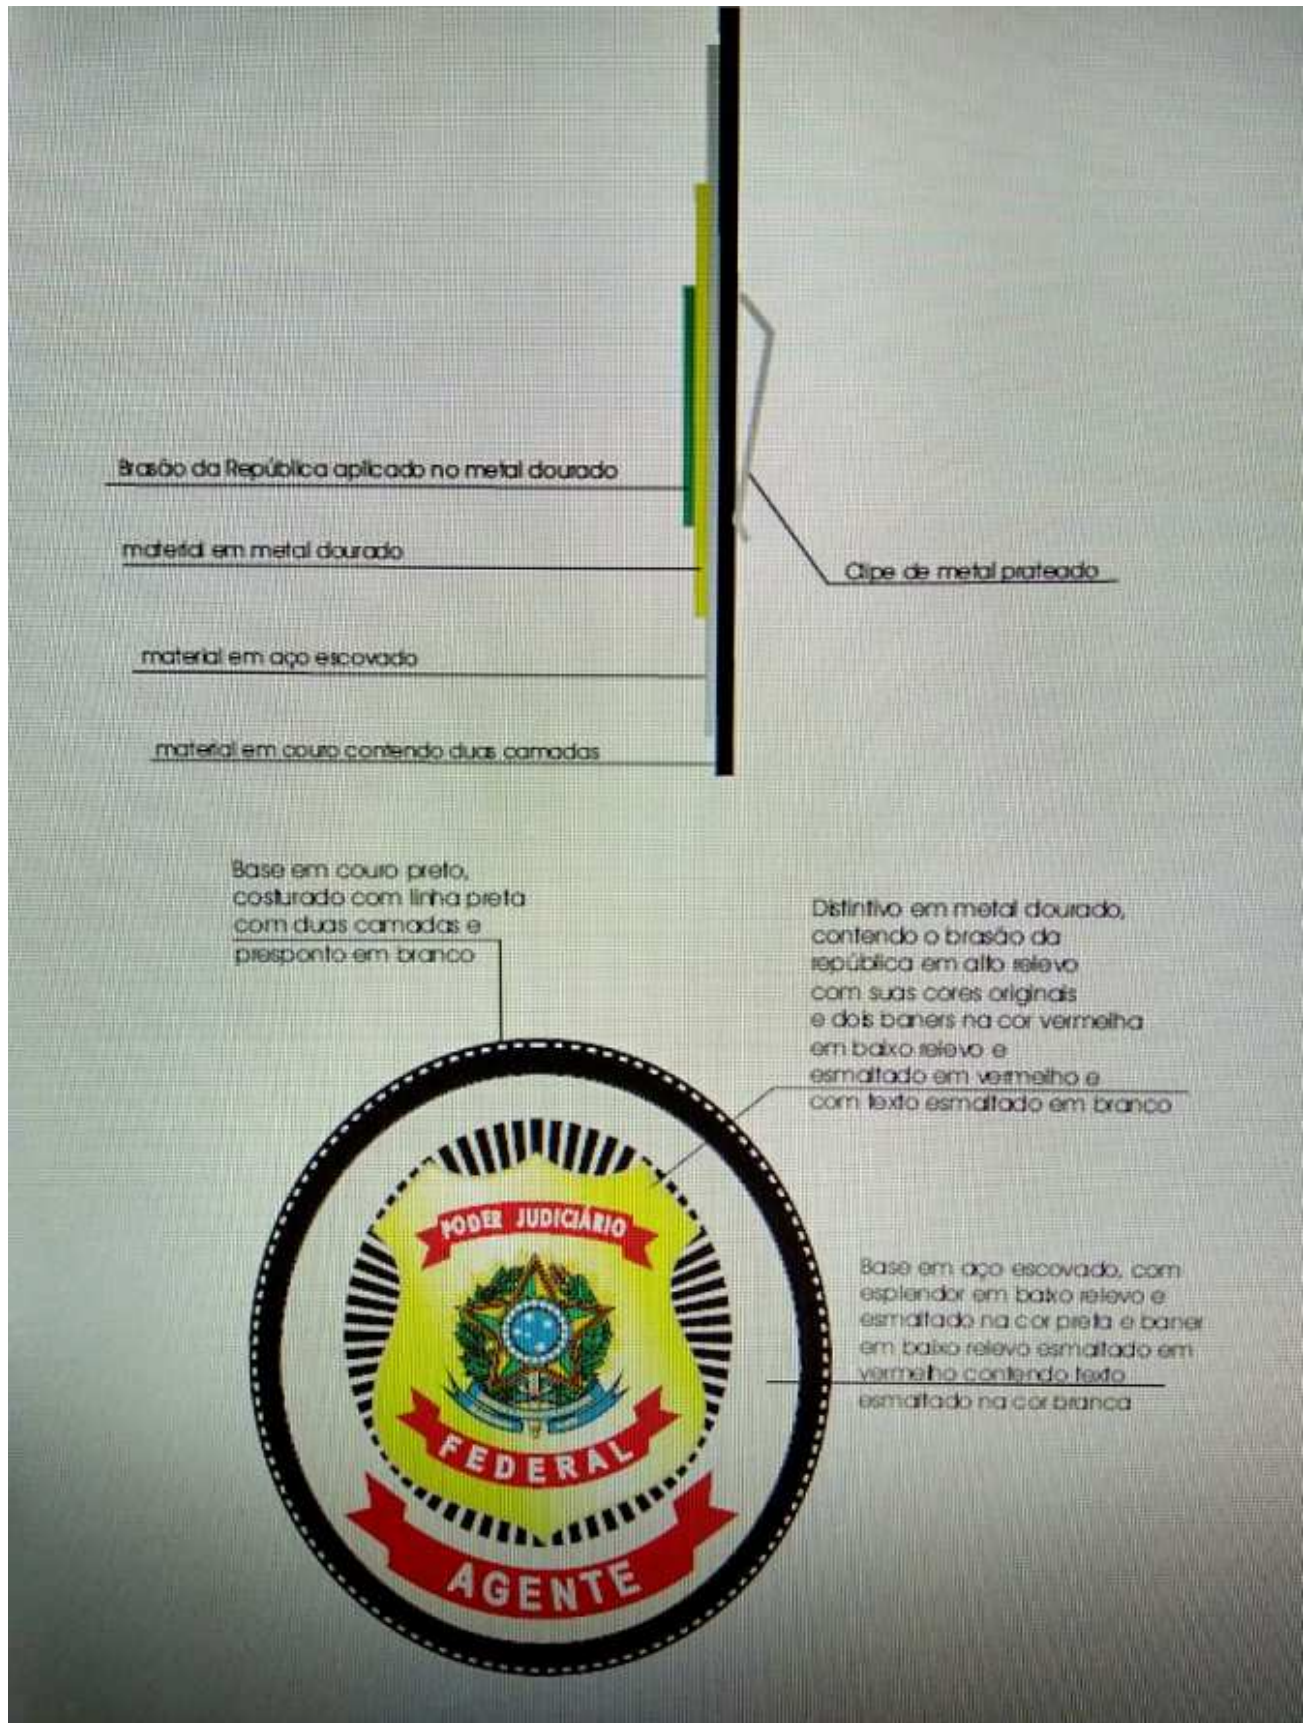 Brasão da República aplicado no metal dourado
material em metal dourado
Clipe de metal prateado
material em aço escovado
material em couro contendo duas camadas
Base em couro preto,
costurado com linha preta
com duas camadas e
presponto em branco
Distintivo em metal dourado,
contendo o brasão da
república em alto relevo
com suas cores originais
e dois baners na cor vermelha
em baixo relevo e
esmaltado em vermelho e
com texto esmaltado em branco
PODER JUDICIÁRIO
FEDERAL
AGENTE
Base em aço escovado, com
esplendor em baixo relevo e
esmaltado na cor preta e baner
em baixo relevo esmaltado em
vermelho contendo texto
esmaltado na cor branca